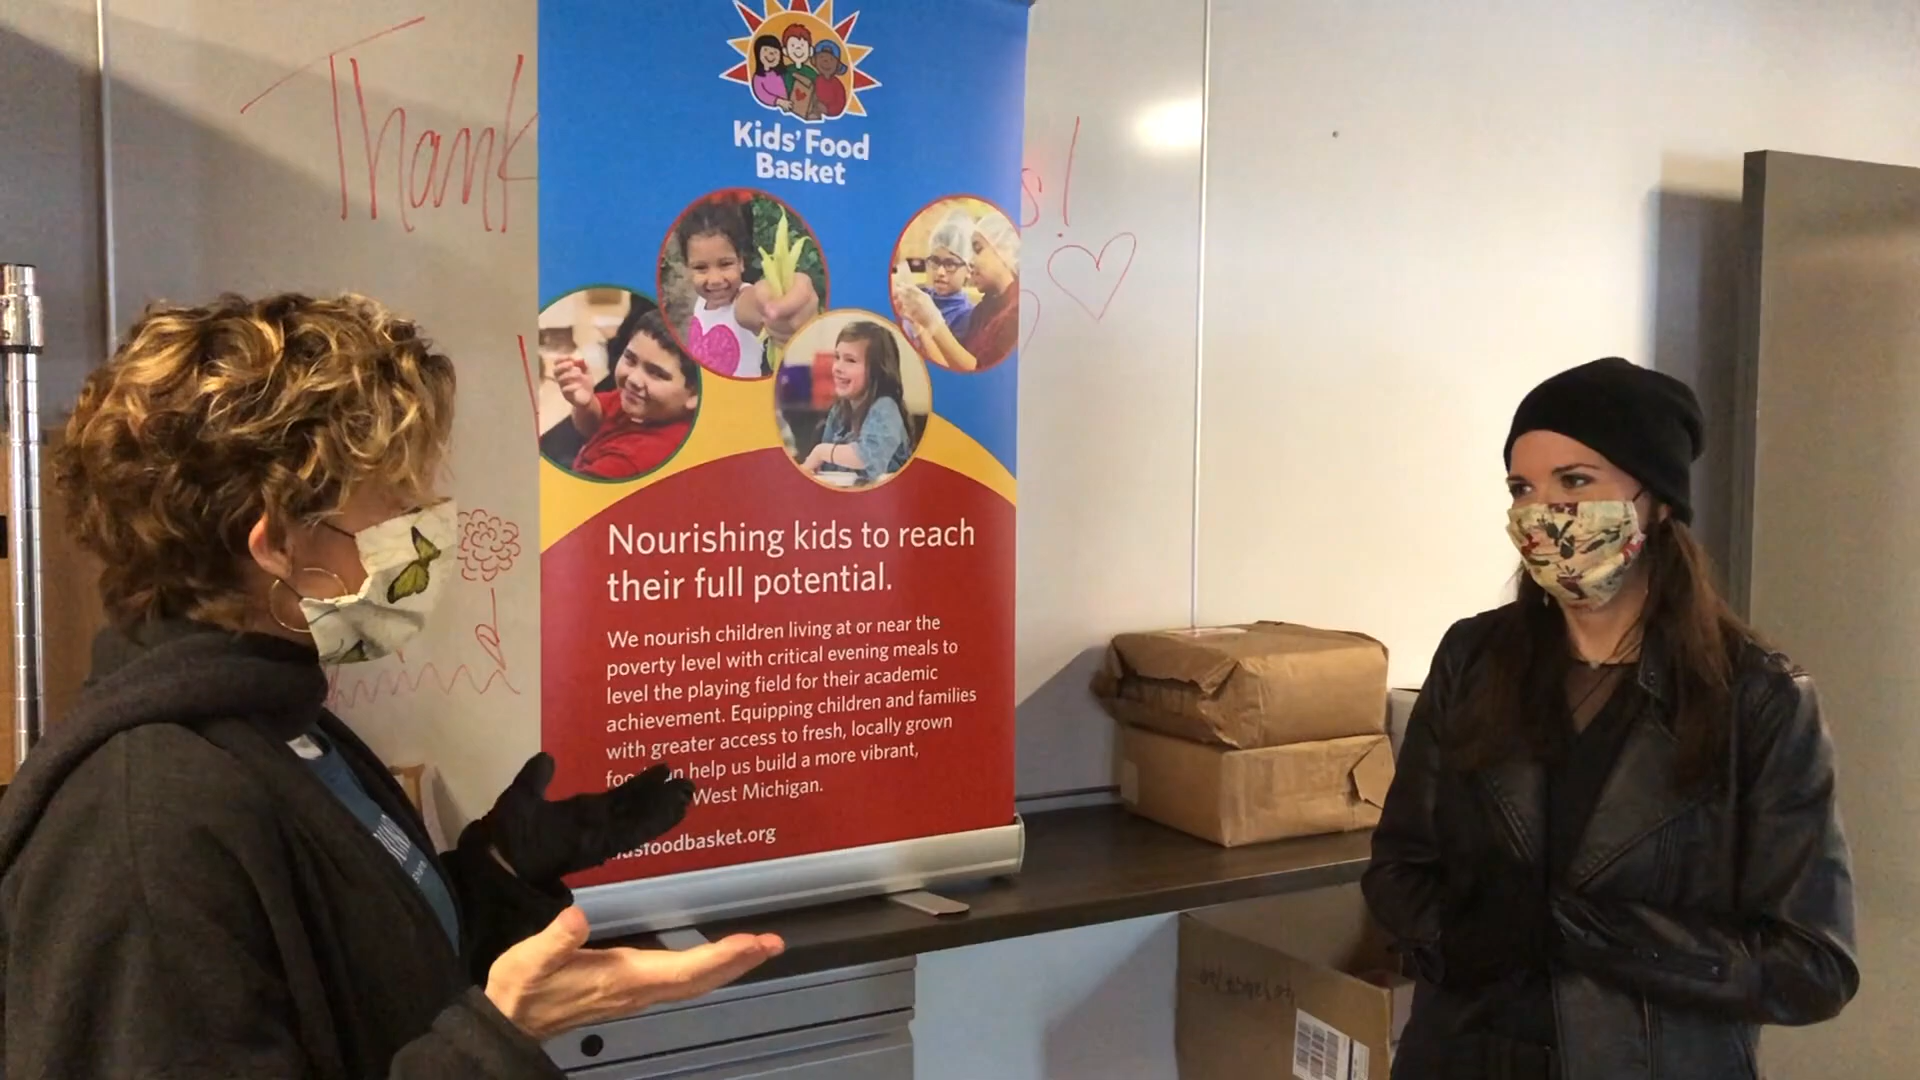 Thank
s!
Kids' Food
Basket
Nourishing kids to reach
their full potential.
We nourish children living at or near the
poverty level with critical evening meals to
level the playing field for their academic
achievement. Equipping children and families
with greater access to fresh, locally grown
help us build a more vibrant,
West Michigan.